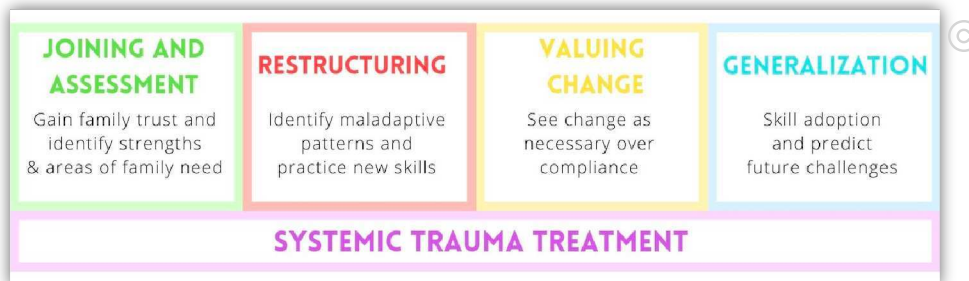 JOINING AND
ASSESSMENT
Gain family trust and
identify strengths
& areas of family need
RESTRUCTURING
Identify maladaptive
patterns and
practice new skills
VALUING
CHANGE
See change as
necessary over
compliance
GENERALIZATION
Skill adoption
and predict
future challenges
SYSTEMIC TRAUMA TREATMENT